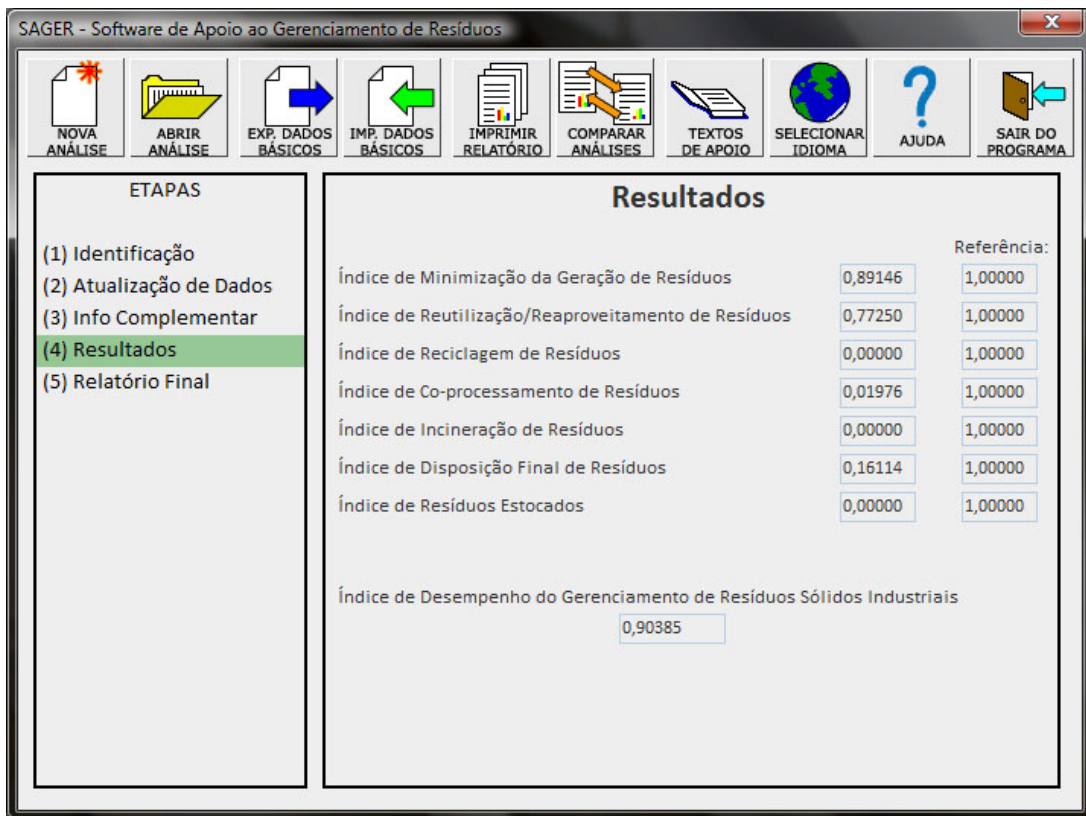 SAGER - Software de Apoio ao Gerenciamento de Resíduos
X
NOVA ANÁLISE
ABRIR ANÁLISE
EXP. DADOS BÁSICOS
IMP. DADOS BÁSICOS
IMPRIMIR RELATÓRIO
COMPARAR ANÁLISES
TEXTOS DE APOIO
SELECIONAR IDIOMA
AJUDA
SAIR DO PROGRAMA
ETAPAS
(1) Identificação
(2) Atualização de Dados
(3) Info Complementar
(4) Resultados
(5) Relatório Final
Resultados
Referência:
Índice de Minimização da Geração de Resíduos 0,89146 1,00000
Índice de Reutilização/Reaproveitamento de Resíduos 0,77250 1,00000
Índice de Reciclagem de Resíduos 0,00000 1,00000
Índice de Co-processamento de Resíduos 0,01976 1,00000
Índice de Incineração de Resíduos 0,00000 1,00000
Índice de Disposição Final de Resíduos 0,16114 1,00000
Índice de Resíduos Estocados 0,00000 1,00000
Índice de Desempenho do Gerenciamento de Resíduos Sólidos Industriais
0,90385